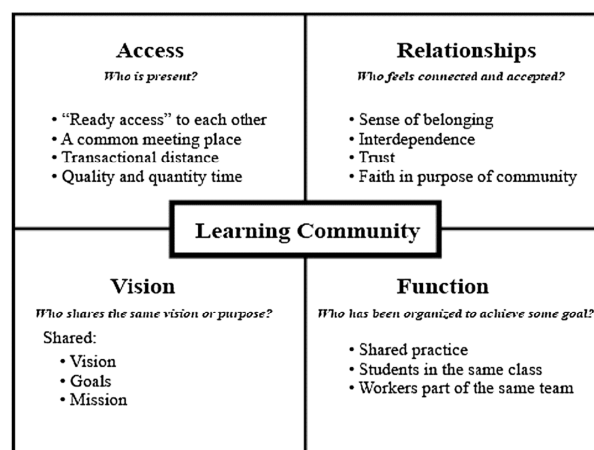 Access
Who is present?
• “Ready access” to each other
• A common meeting place
• Transactional distance
• Quality and quantity time
Relationships
Who feels connected and accepted?
• Sense of belonging
• Interdependence
• Trust
• Faith in purpose of community
Learning Community
Vision
Who shares the same vision or purpose?
Shared:
• Vision
• Goals
• Mission
Function
Who has been organized to achieve some goal?
• Shared practice
• Students in the same class
• Workers part of the same team